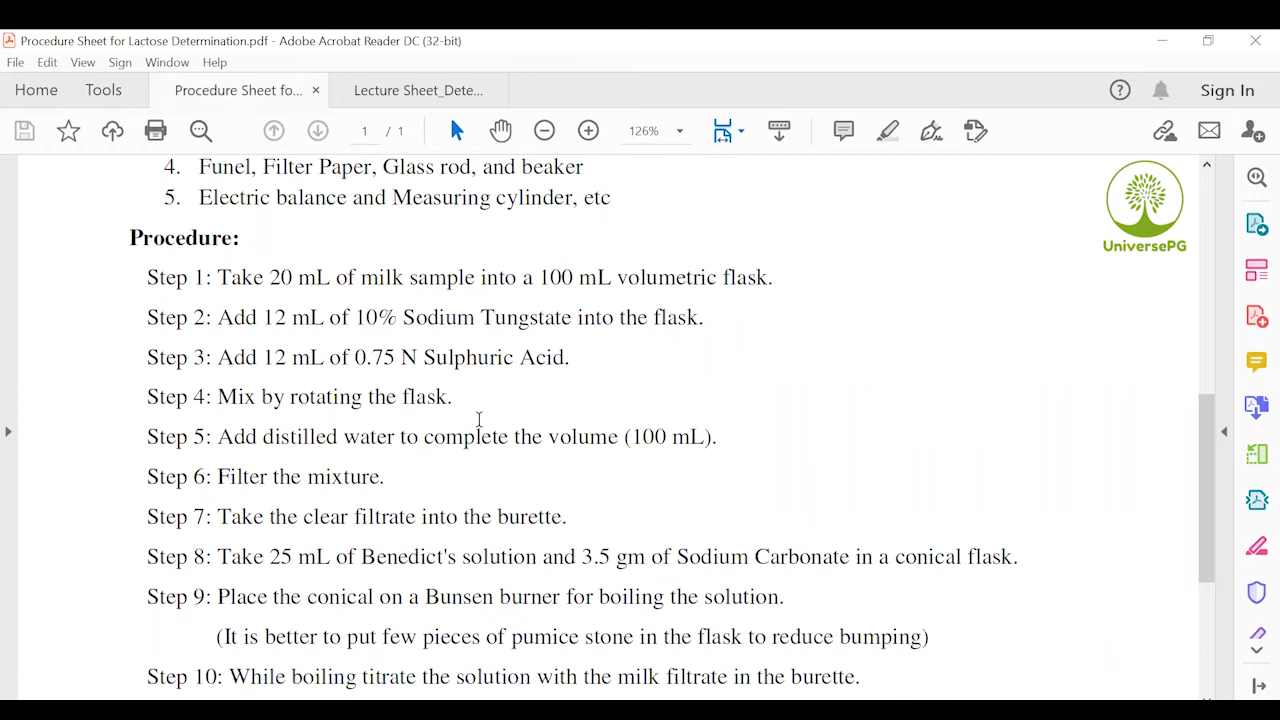 Procedure Sheet for Lactose Determination.pdf - Adobe Acrobat Reader DC (32-bit)
File Edit View Sign Window Help
Home Tools Procedure Sheet fo... × Lecture Sheet_Dete... Sign In
1 / 1 126%
4. Funel, Filter Paper, Glass rod, and beaker
5. Electric balance and Measuring cylinder, etc
UniversePG
Procedure:
Step 1: Take 20 mL of milk sample into a 100 mL volumetric flask.
Step 2: Add 12 mL of 10% Sodium Tungstate into the flask.
Step 3: Add 12 mL of 0.75 N Sulphuric Acid.
Step 4: Mix by rotating the flask.
Step 5: Add distilled water to complete the volume (100 mL).
Step 6: Filter the mixture.
Step 7: Take the clear filtrate into the burette.
Step 8: Take 25 mL of Benedict's solution and 3.5 gm of Sodium Carbonate in a conical flask.
Step 9: Place the conical on a Bunsen burner for boiling the solution.
(It is better to put few pieces of pumice stone in the flask to reduce bumping)
Step 10: While boiling titrate the solution with the milk filtrate in the burette.